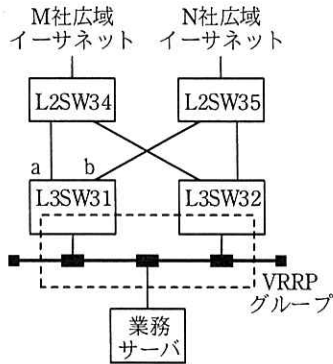 M社広域
イーサネット
N社広域
イーサネット
L2SW34
L2SW35
a
b
L3SW31
L3SW32
VRRP
グループ
業務
サーバ